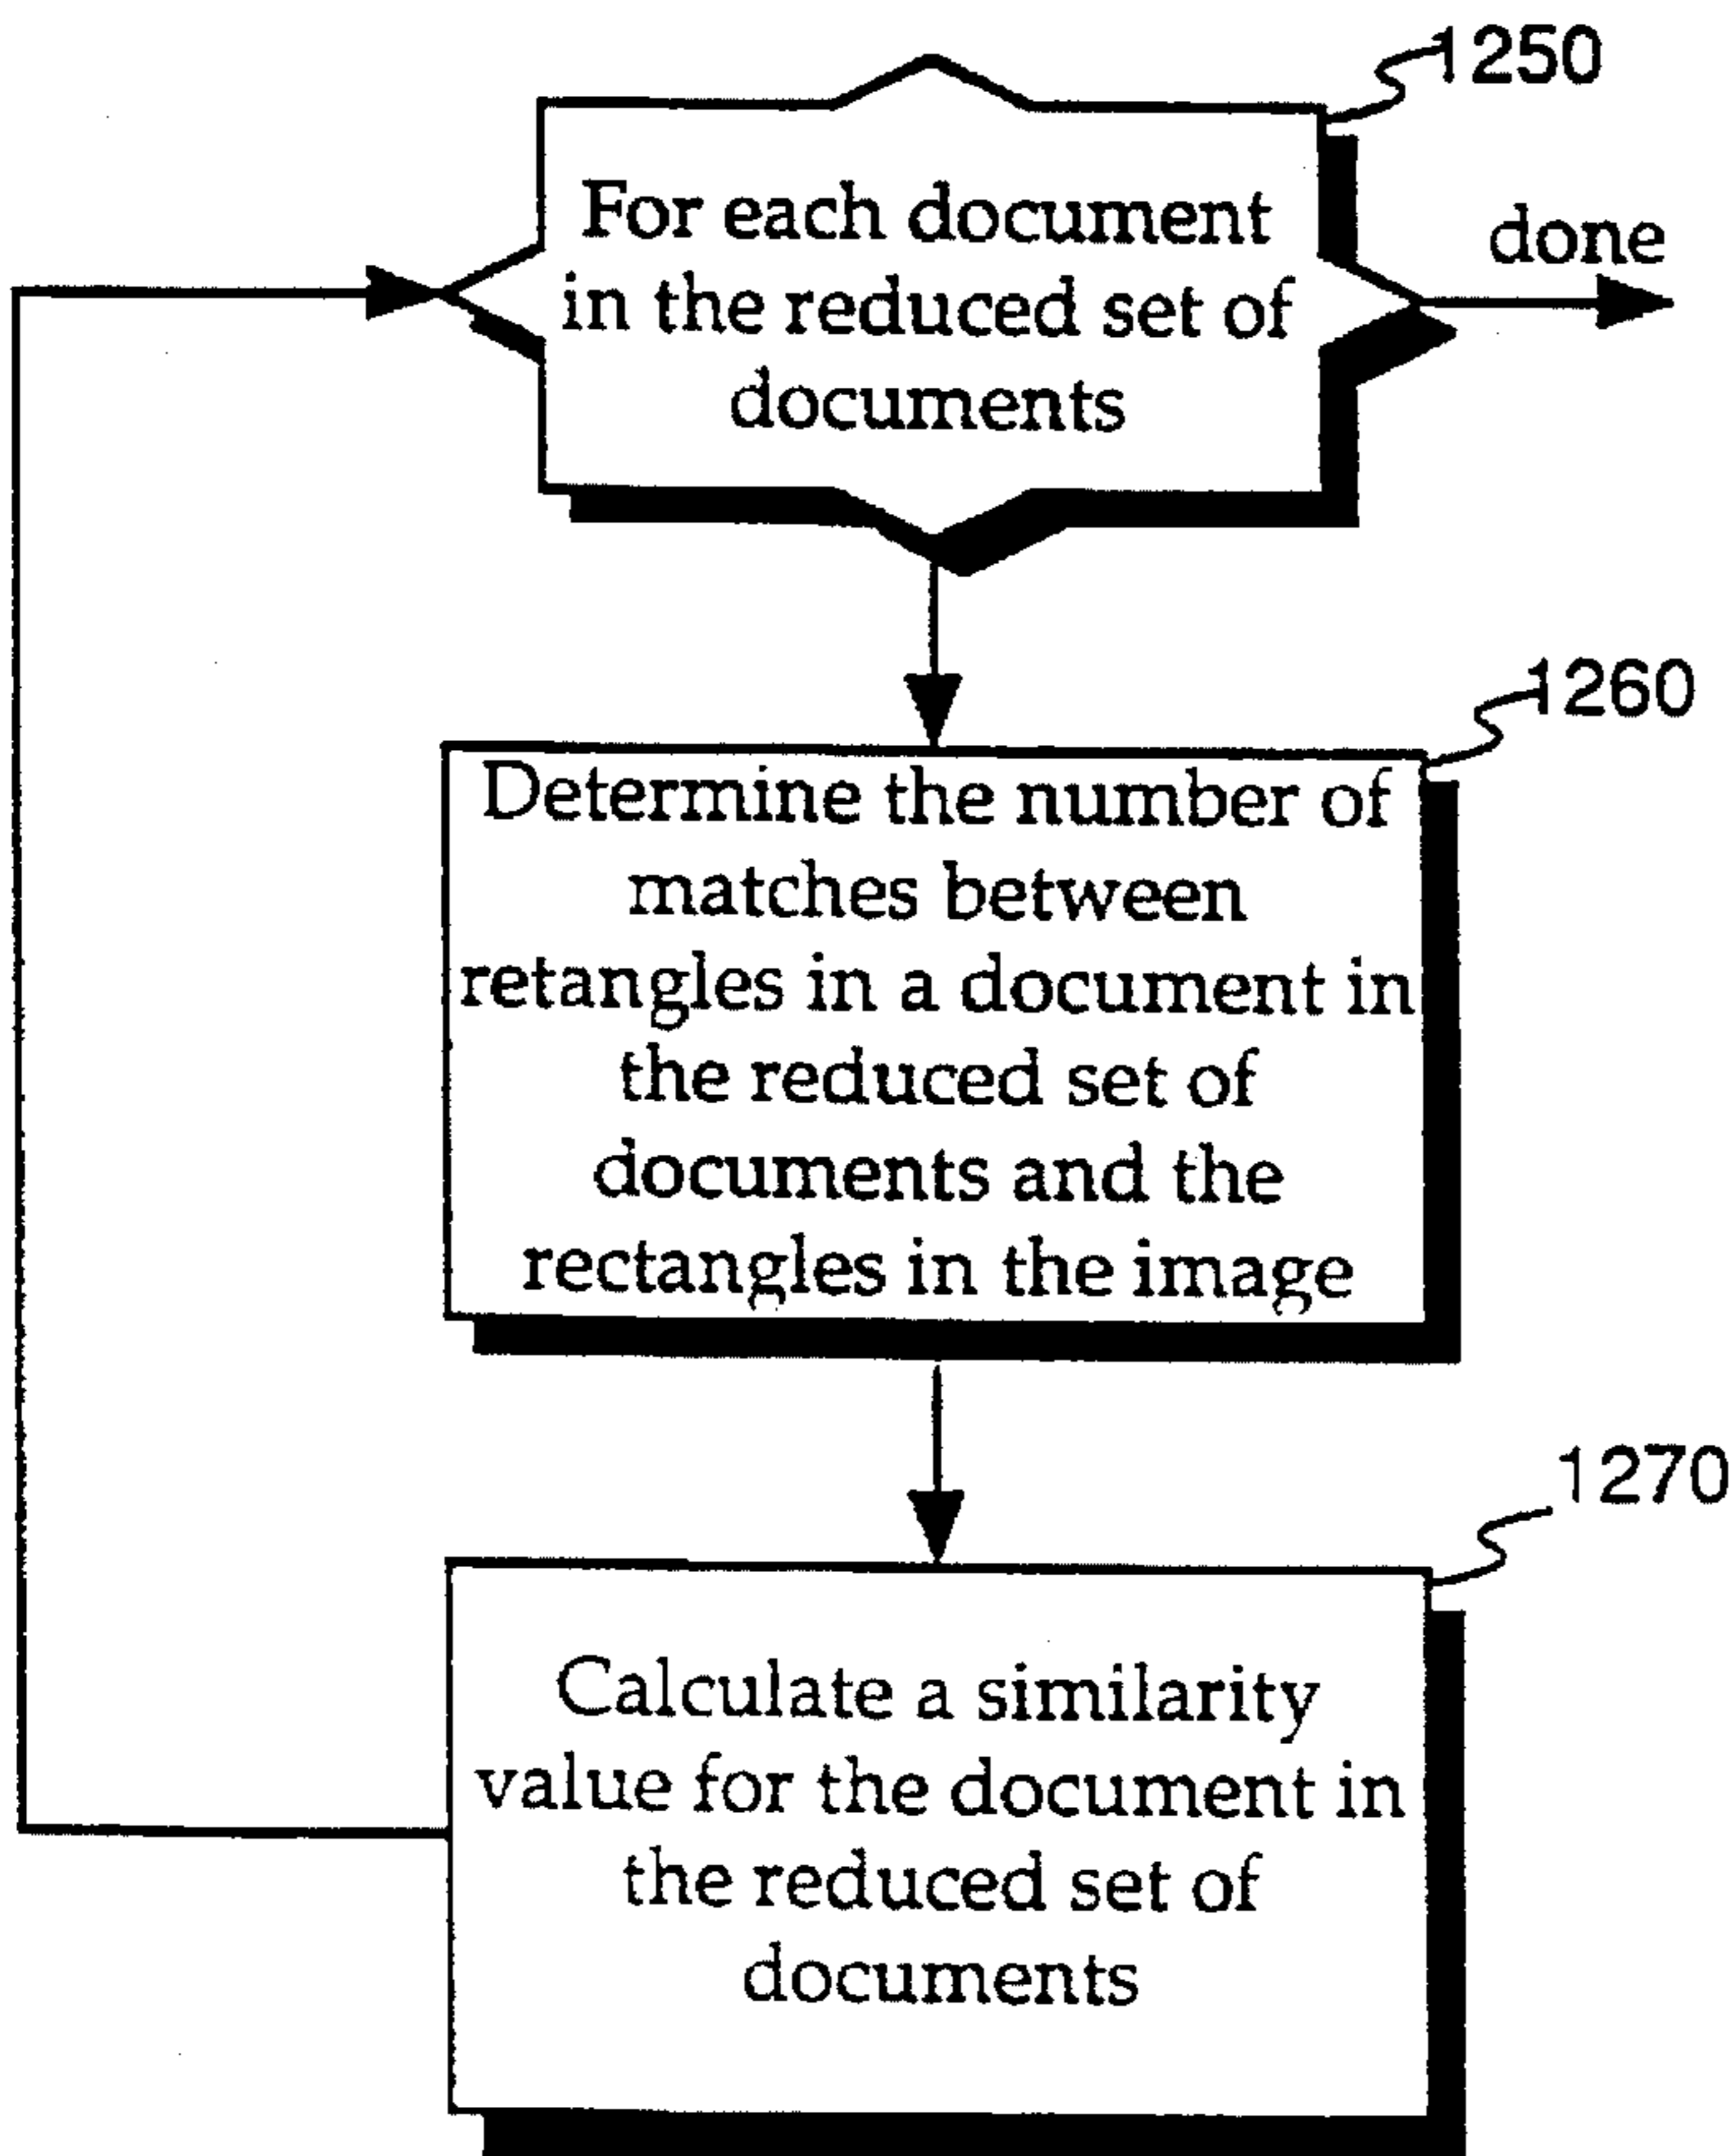 1250
For each document
in the reduced set of
documents
done
1260
Determine the number of
matches between
retangles in a document in
the reduced set of
documents and the
rectangles in the image
1270
Calculate a similarity
value for the document in
the reduced set of
documents